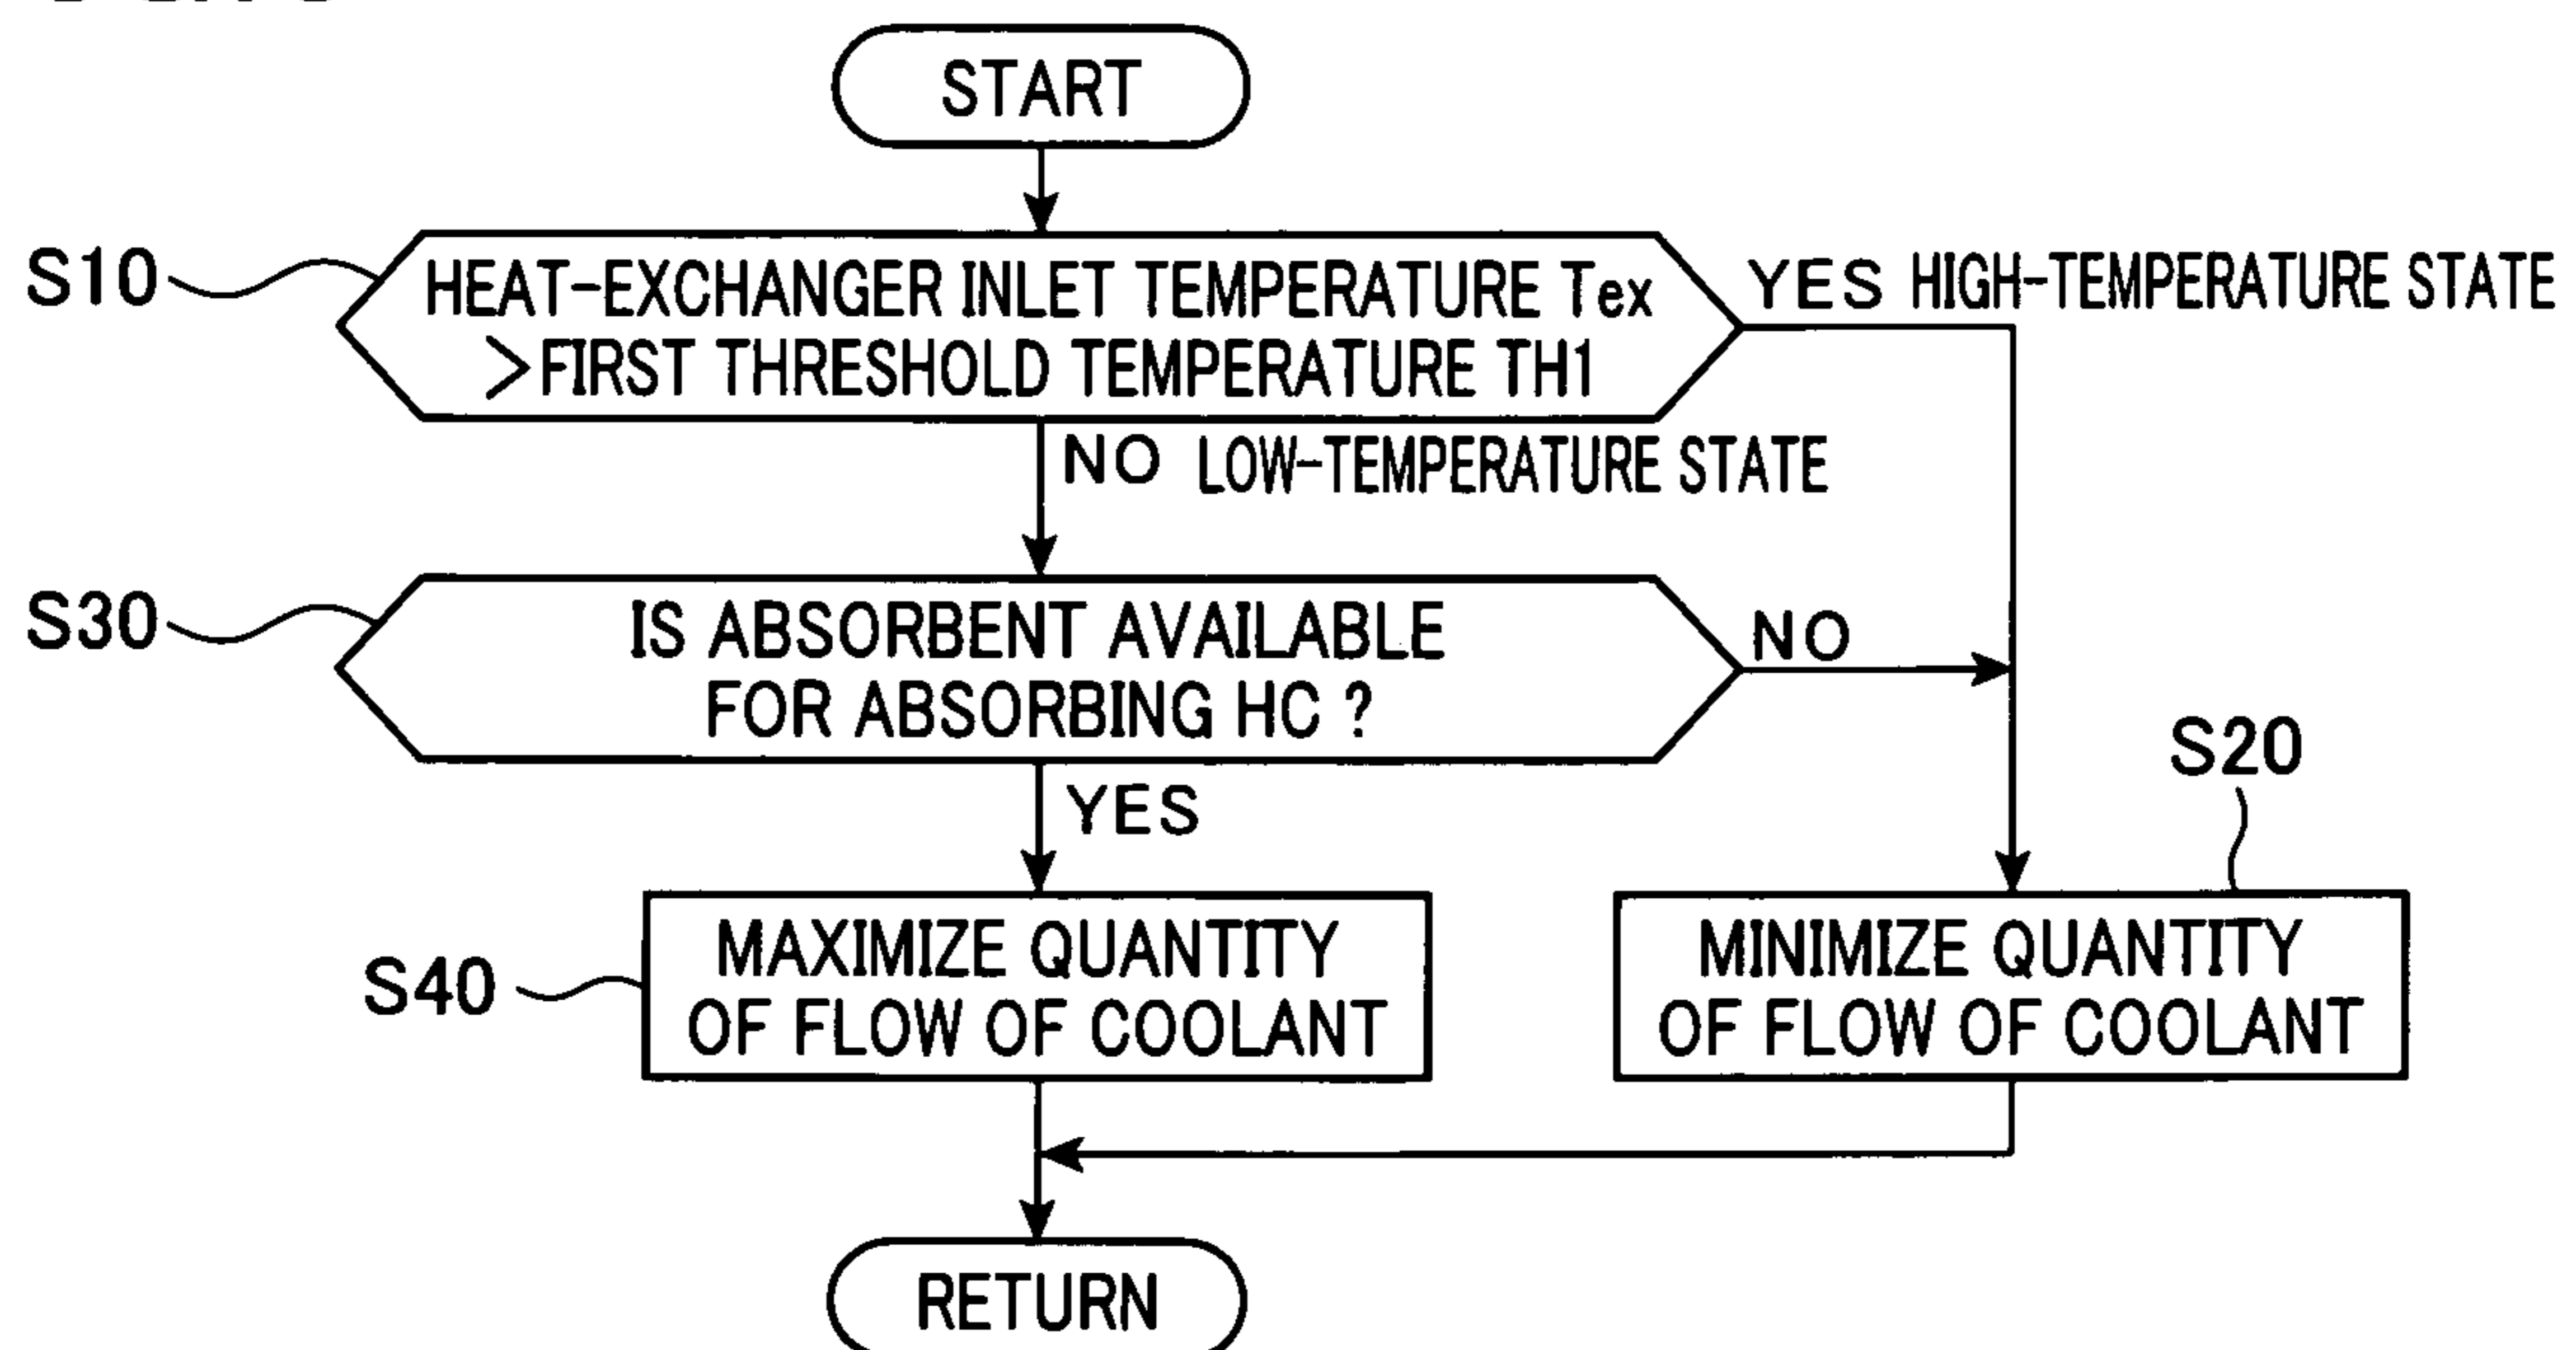 START
S10
HEAT-EXCHANGER INLET TEMPERATURE Tex
>FIRST THRESHOLD TEMPERATURE TH1
YES HIGH-TEMPERATURE STATE
NO LOW-TEMPERATURE STATE
S30
IS ABSORBENT AVAILABLE
FOR ABSORBING HC ?
NO
YES
S20
S40
MAXIMIZE QUANTITY
OF FLOW OF COOLANT
MINIMIZE QUANTITY
OF FLOW OF COOLANT
RETURN